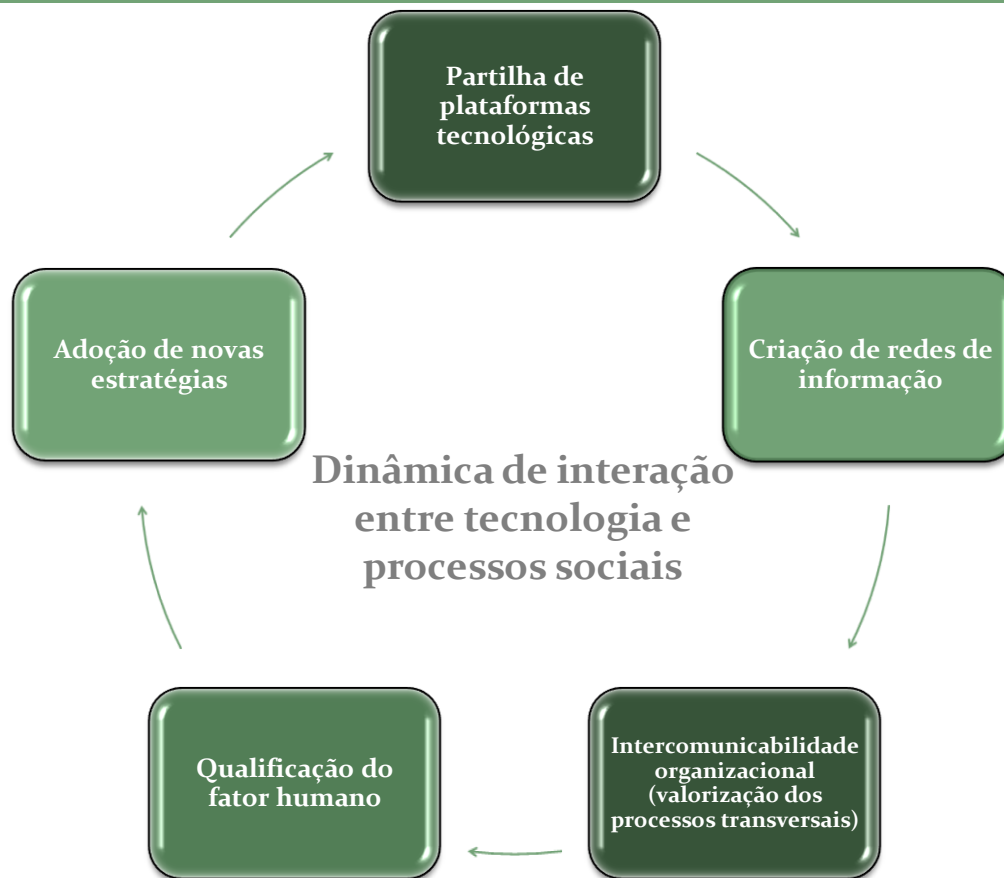 Partilha de
plataformas
tecnológicas
Criação de redes de
informação
Intercomunicabilidade
organizacional
(valorização dos
processos transversais)
Qualificação do
fator humano
Adoção de novas
estratégias
Dinâmica de interação
entre tecnologia e
processos sociais